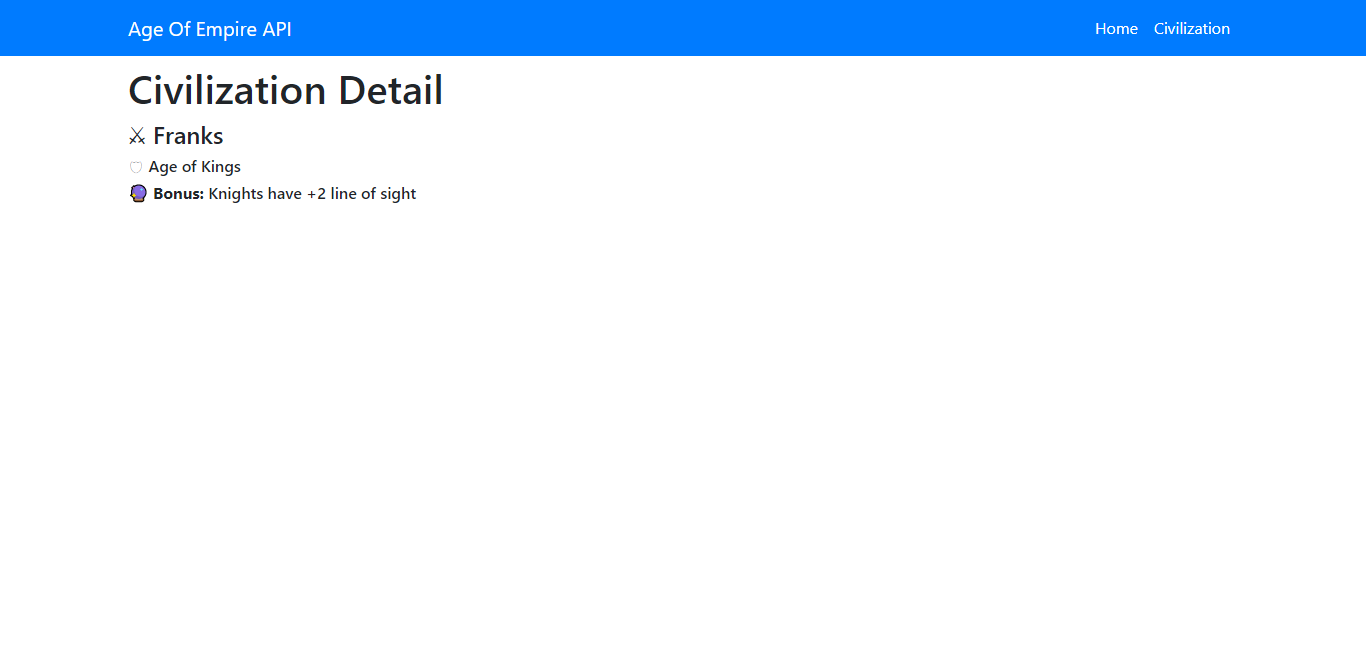 Age Of Empire API
Home Civilization
Civilization Detail
⚔ Franks
🛡 Age of Kings
🔮 Bonus: Knights have +2 line of sight